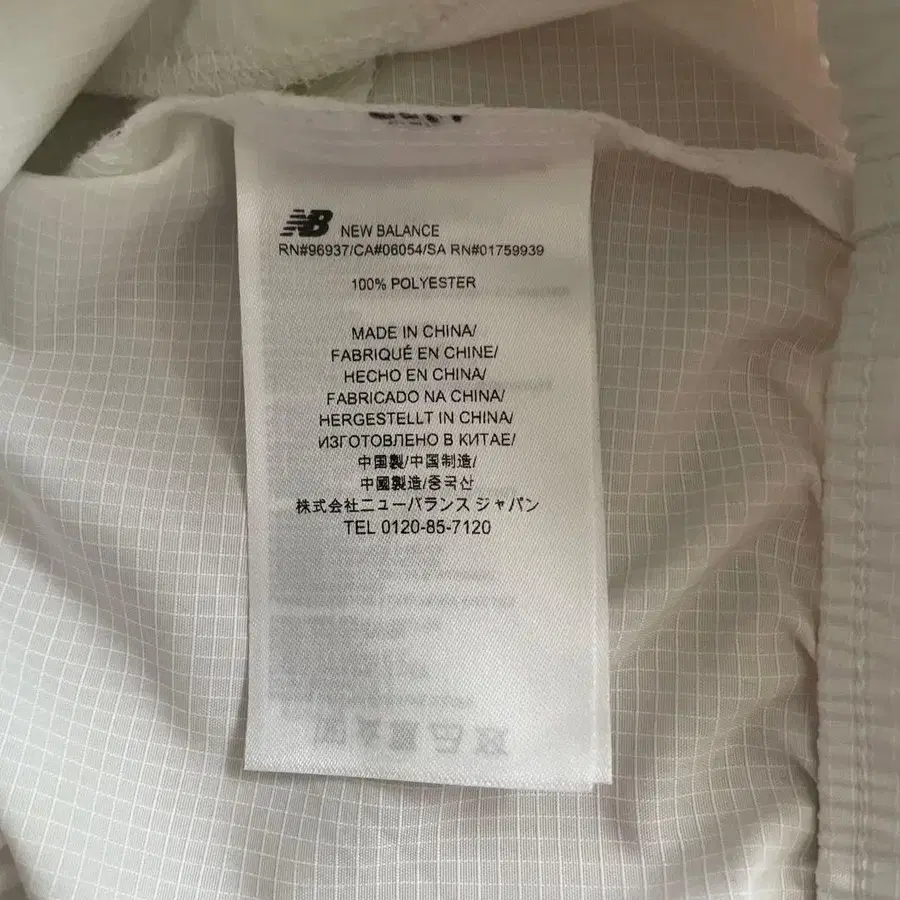 NB NEW BALANCE
RN#96937/CA#06054/SA RN#01759939
100% POLYESTER
MADE IN CHINA/
FABRIQUÉ EN CHINE/
HECHO EN CHINA/
FABRICADO NA CHINA/
HERGESTELLT IN CHINA/
ИЗГОТОВЛЕНО В КИТАЕ/
中国製/中国制造/
中國製造/중국산
株式会社ニューバランス ジャパン
TEL 0120-85-7120